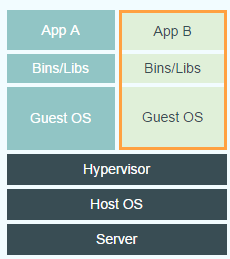 App A
App B
Bins/Libs
Bins/Libs
Guest OS
Guest OS
Hypervisor
Host OS
Server